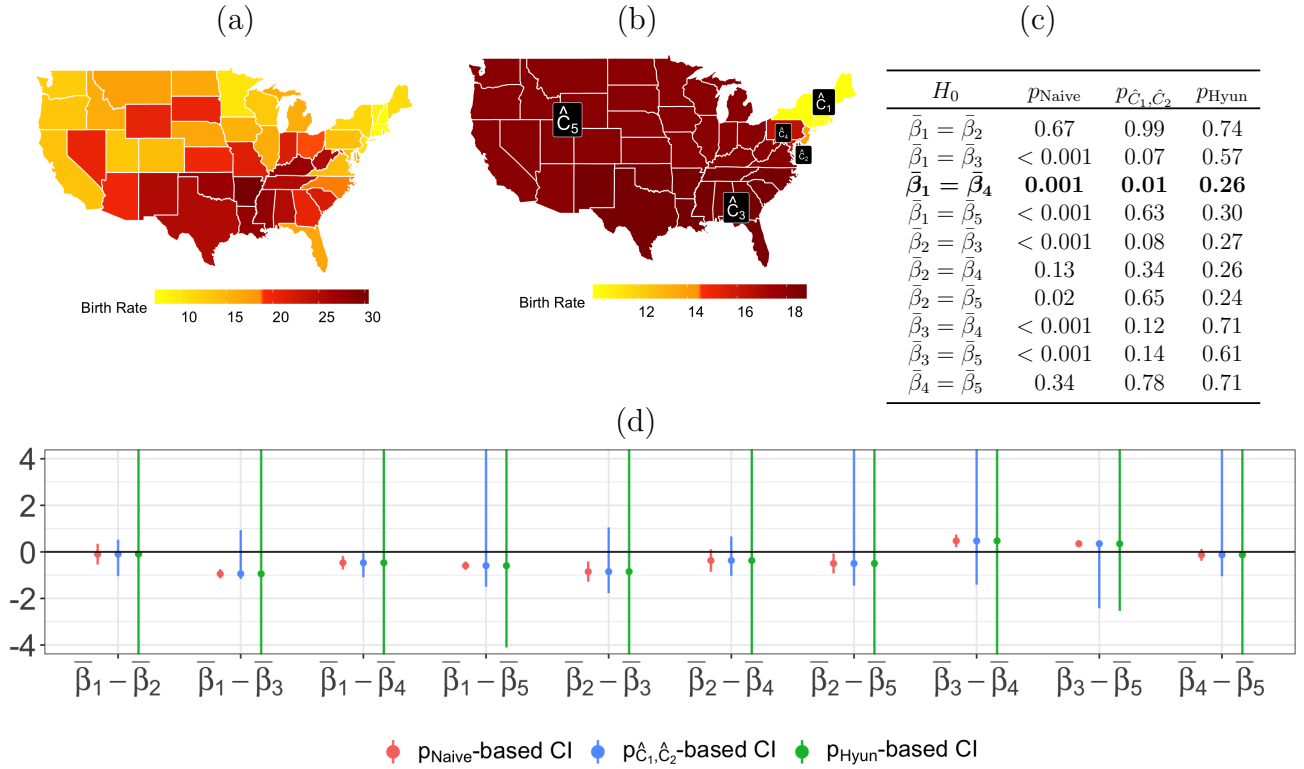 (a)
(b)
(c)
Ĉ₁
Ĉ₅
Ĉ₄
Ĉ₂
Ĉ₃
Birth Rate
10 15 20 25 30
Birth Rate
12 14 16 18
H₀ p_Naive p_Ĉ₁,Ĉ₂ p_Hyun
β̄₁ = β̄₂ 0.67 0.99 0.74
β̄₁ = β̄₃ < 0.001 0.07 0.57
β̄₁ = β̄₄ 0.001 0.01 0.26
β̄₁ = β̄₅ < 0.001 0.63 0.30
β̄₂ = β̄₃ < 0.001 0.08 0.27
β̄₂ = β̄₄ 0.13 0.34 0.26
β̄₂ = β̄₅ 0.02 0.65 0.24
β̄₃ = β̄₄ < 0.001 0.12 0.71
β̄₃ = β̄₅ < 0.001 0.14 0.61
β̄₄ = β̄₅ 0.34 0.78 0.71
(d)
4
2
0
-2
-4
β̄₁ − β̄₂ β̄₁ − β̄₃ β̄₁ − β̄₄ β̄₁ − β̄₅ β̄₂ − β̄₃ β̄₂ − β̄₄ β̄₂ − β̄₅ β̄₃ − β̄₄ β̄₃ − β̄₅ β̄₄ − β̄₅
p_Naive-based CI p_Ĉ₁,Ĉ₂-based CI p_Hyun-based CI